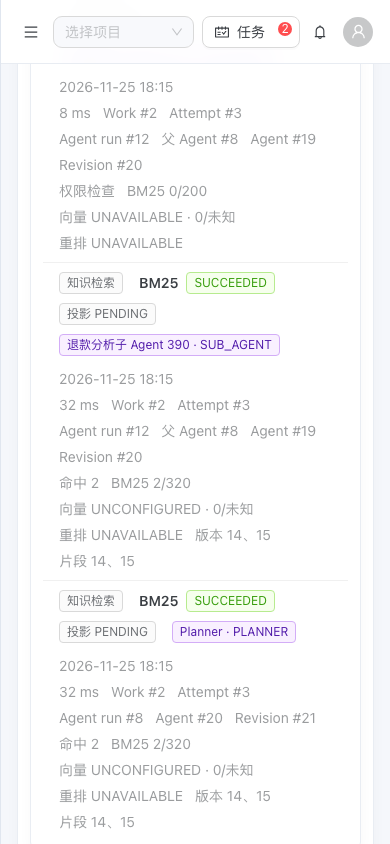 选择项目
任务
2
2026-11-25 18:15
8 ms Work #2 Attempt #3
Agent run #12 父 Agent #8 Agent #19
Revision #20
权限检查 BM25 0/200
向量 UNAVAILABLE · 0/未知
重排 UNAVAILABLE
知识检索 BM25 SUCCEEDED
投影 PENDING
退款分析子 Agent 390 · SUB_AGENT
2026-11-25 18:15
32 ms Work #2 Attempt #3
Agent run #12 父 Agent #8 Agent #19
Revision #20
命中 2 BM25 2/320
向量 UNCONFIGURED · 0/未知
重排 UNAVAILABLE 版本 14、15
片段 14、15
知识检索 BM25 SUCCEEDED
投影 PENDING Planner · PLANNER
2026-11-25 18:15
32 ms Work #2 Attempt #3
Agent run #8 Agent #20 Revision #21
命中 2 BM25 2/320
向量 UNCONFIGURED · 0/未知
重排 UNAVAILABLE 版本 14、15
片段 14、15